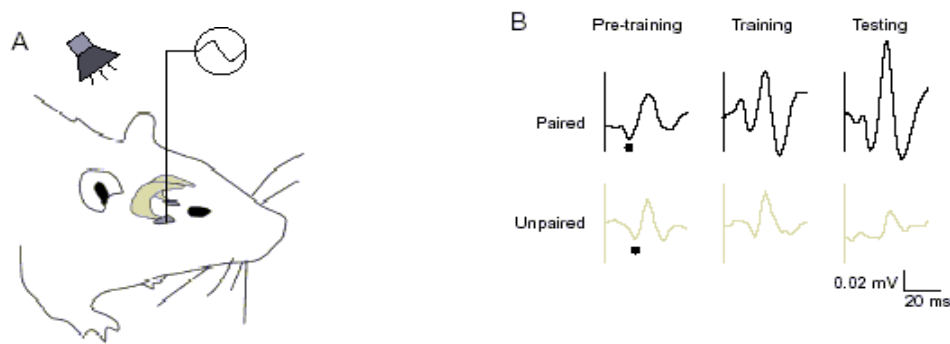 A
B
Pre-training Training Testing
Paired
Unpaired
0.02 mV
20 ms